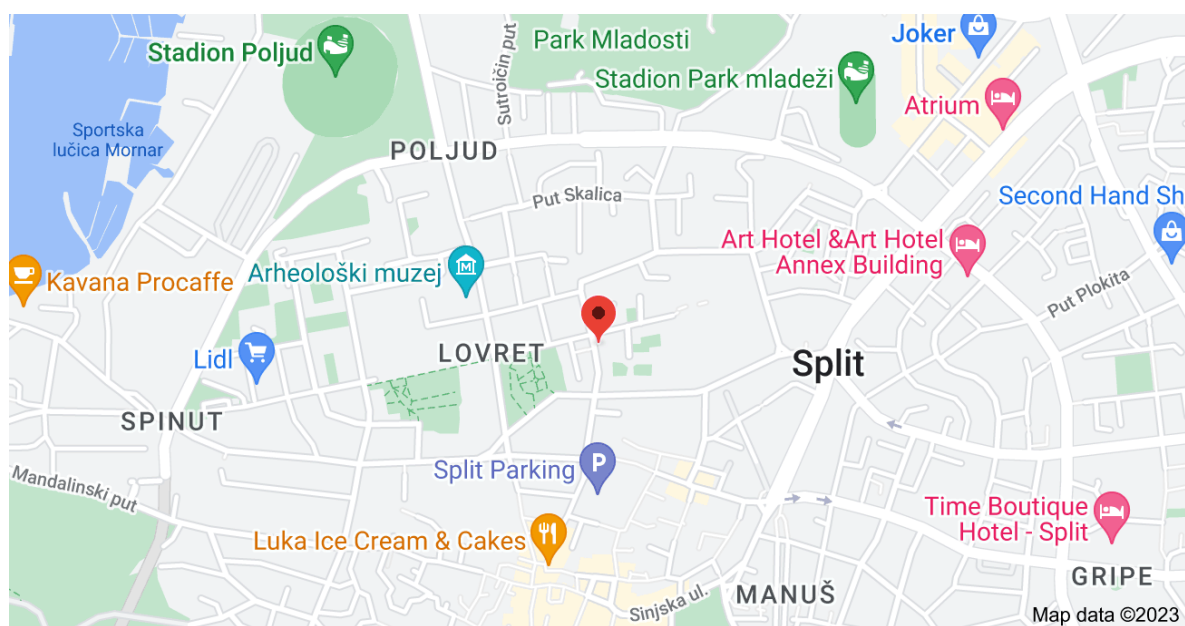 Stadion Poljud
Sutroičin put
Park Mladosti
Joker
Stadion Park mladeži
Atrium
Sportska
lučica Mornar
POLJUD
Put Skalica
Second Hand Sh
Art Hotel &Art Hotel
Annex Building
Arheološki muzej
Kavana Procaffe
Put Plokita
Lidl
LOVRET
Split
SPINUT
Split Parking
P
Mandalinski put
Time Boutique
Hotel - Split
Luka Ice Cream & Cakes
GRIPE
MANUŠ
Sinjska ul.
Map data ©2023